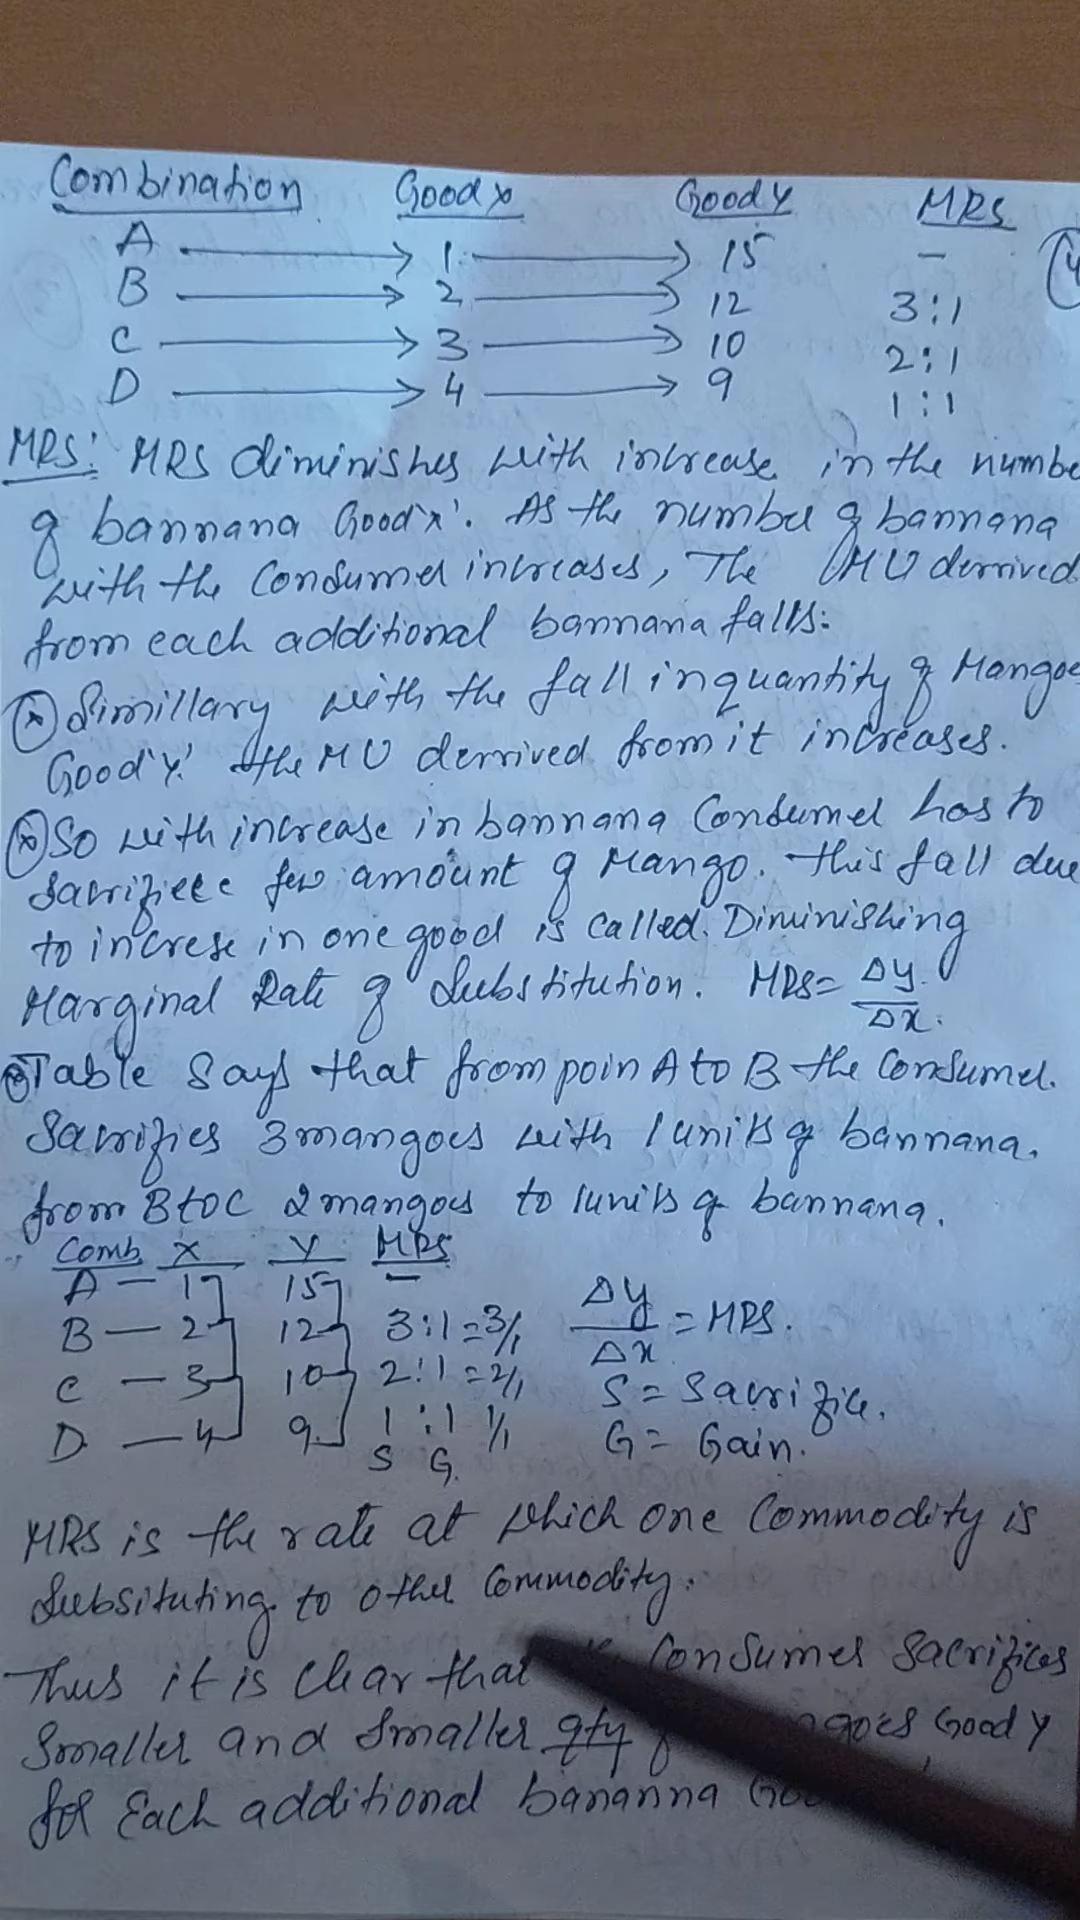 Combination Good x Good y MRS
A → 1 → 15 –
B → 2 → 12 3:1
C → 3 → 10 2:1
D → 4 → 9 1:1
MRS: MRS diminishes with increase in the numbe
of bannana Good 'x'. As the number of bannana
with the Consumer increases, The MU derrived
from each additional bannana falls:
Simillary with the fall in quantity of Mangoe
Good 'y'. the MU derrived from it increases.
So with increase in bannana Consumer has to
few amount of Mango. This fall due
to increse in one good is called Diminishing
Marginal Rate of Substitution. MRS = Δy/Δx.
Table Says that from poin A to B the Consumer.
Sacrifies 3 mangoes with 1 units of bannana.
from B to C 2 mangoes to 1 units of bannana.
Comb X Y MRS
A – 1 15 –
B – 2 12 3:1 = 3/1 Δy/Δx = MRS.
C – 3 10 2:1 = 2/1 S = Sacrifice.
D – 4 9 1:1 1/1 G = Gain.
S G.
MRS is the rate at which one Commodity is
Subsituting to other Commodity.
Thus it is clear that Consumer Sacrifices
Smaller and Smaller qty Good y
for Each additional bananna